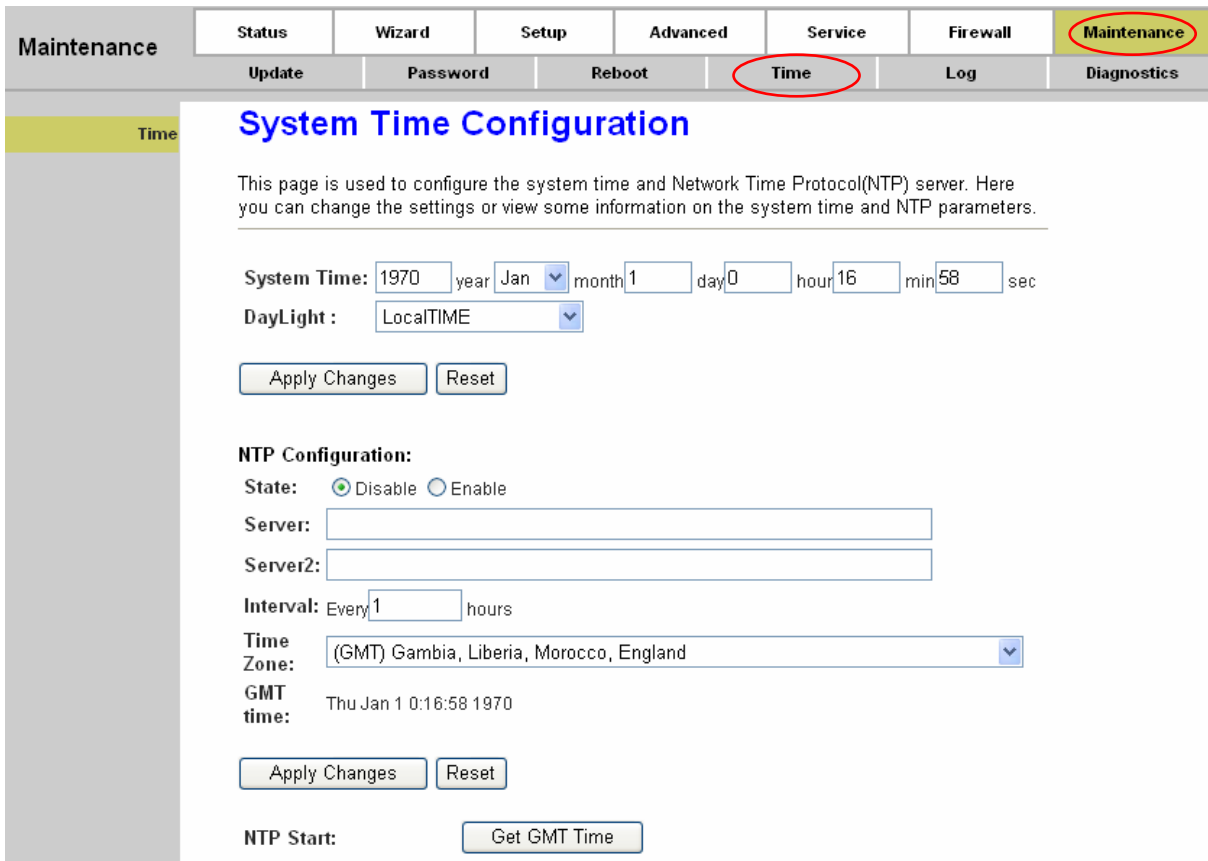 Maintenance
Status Wizard Setup Advanced Service Firewall Maintenance
Update Password Reboot Time Log Diagnostics
Time
System Time Configuration
This page is used to configure the system time and Network Time Protocol(NTP) server. Here
you can change the settings or view some information on the system time and NTP parameters.
System Time: 1970 year Jan month 1 day 0 hour 16 min 58 sec
DayLight : LocalTIME
Apply Changes Reset
NTP Configuration:
State: Disable Enable
Server:
Server2:
Interval: Every 1 hours
Time
Zone: (GMT) Gambia, Liberia, Morocco, England
GMT
time: Thu Jan 1 0:16:58 1970
Apply Changes Reset
NTP Start: Get GMT Time